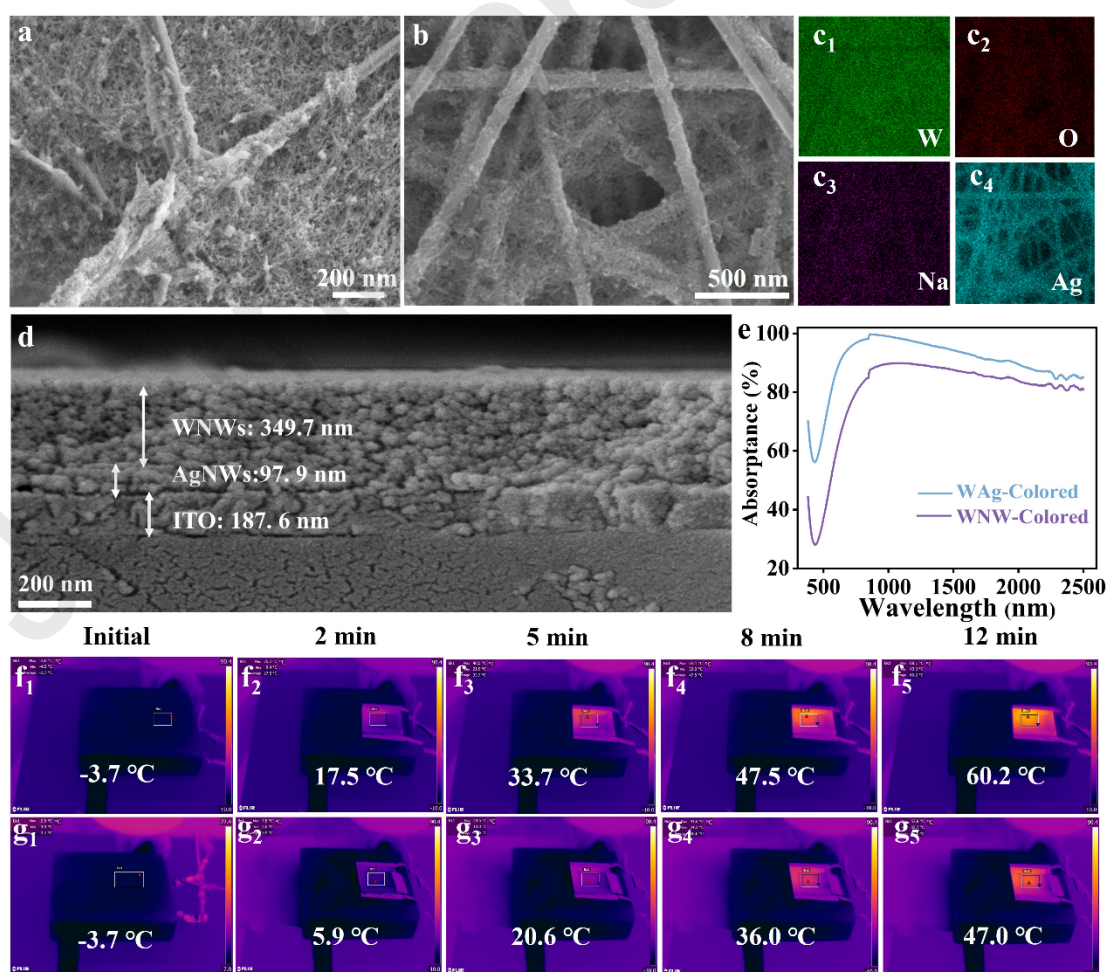 a
200 nm
b
500 nm
c1
W
c2
O
c3
Na
c4
Ag
d
WNWs: 349.7 nm
AgNWs:97. 9 nm
ITO: 187. 6 nm
200 nm
e
100
80
60
40
20
Absorptance (%)
WAg-Colored
WNW-Colored
500 1000 1500 2000 2500
Wavelength (nm)
Initial 2 min 5 min 8 min 12 min
f1
-3.7 ℃
f2
17.5 ℃
f3
33.7 ℃
f4
47.5 ℃
f5
60.2 ℃
g1
-3.7 ℃
g2
5.9 ℃
g3
20.6 ℃
g4
36.0 ℃
g5
47.0 ℃